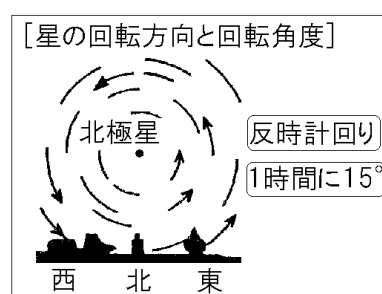 [星の回転方向と回転角度]
北極星
反時計回り
1時間に15°
西 北 東